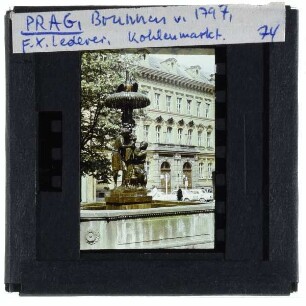 PRAG, Brunnen v. 1797,
F. X. Lederer, Kohlenmarkt. 74